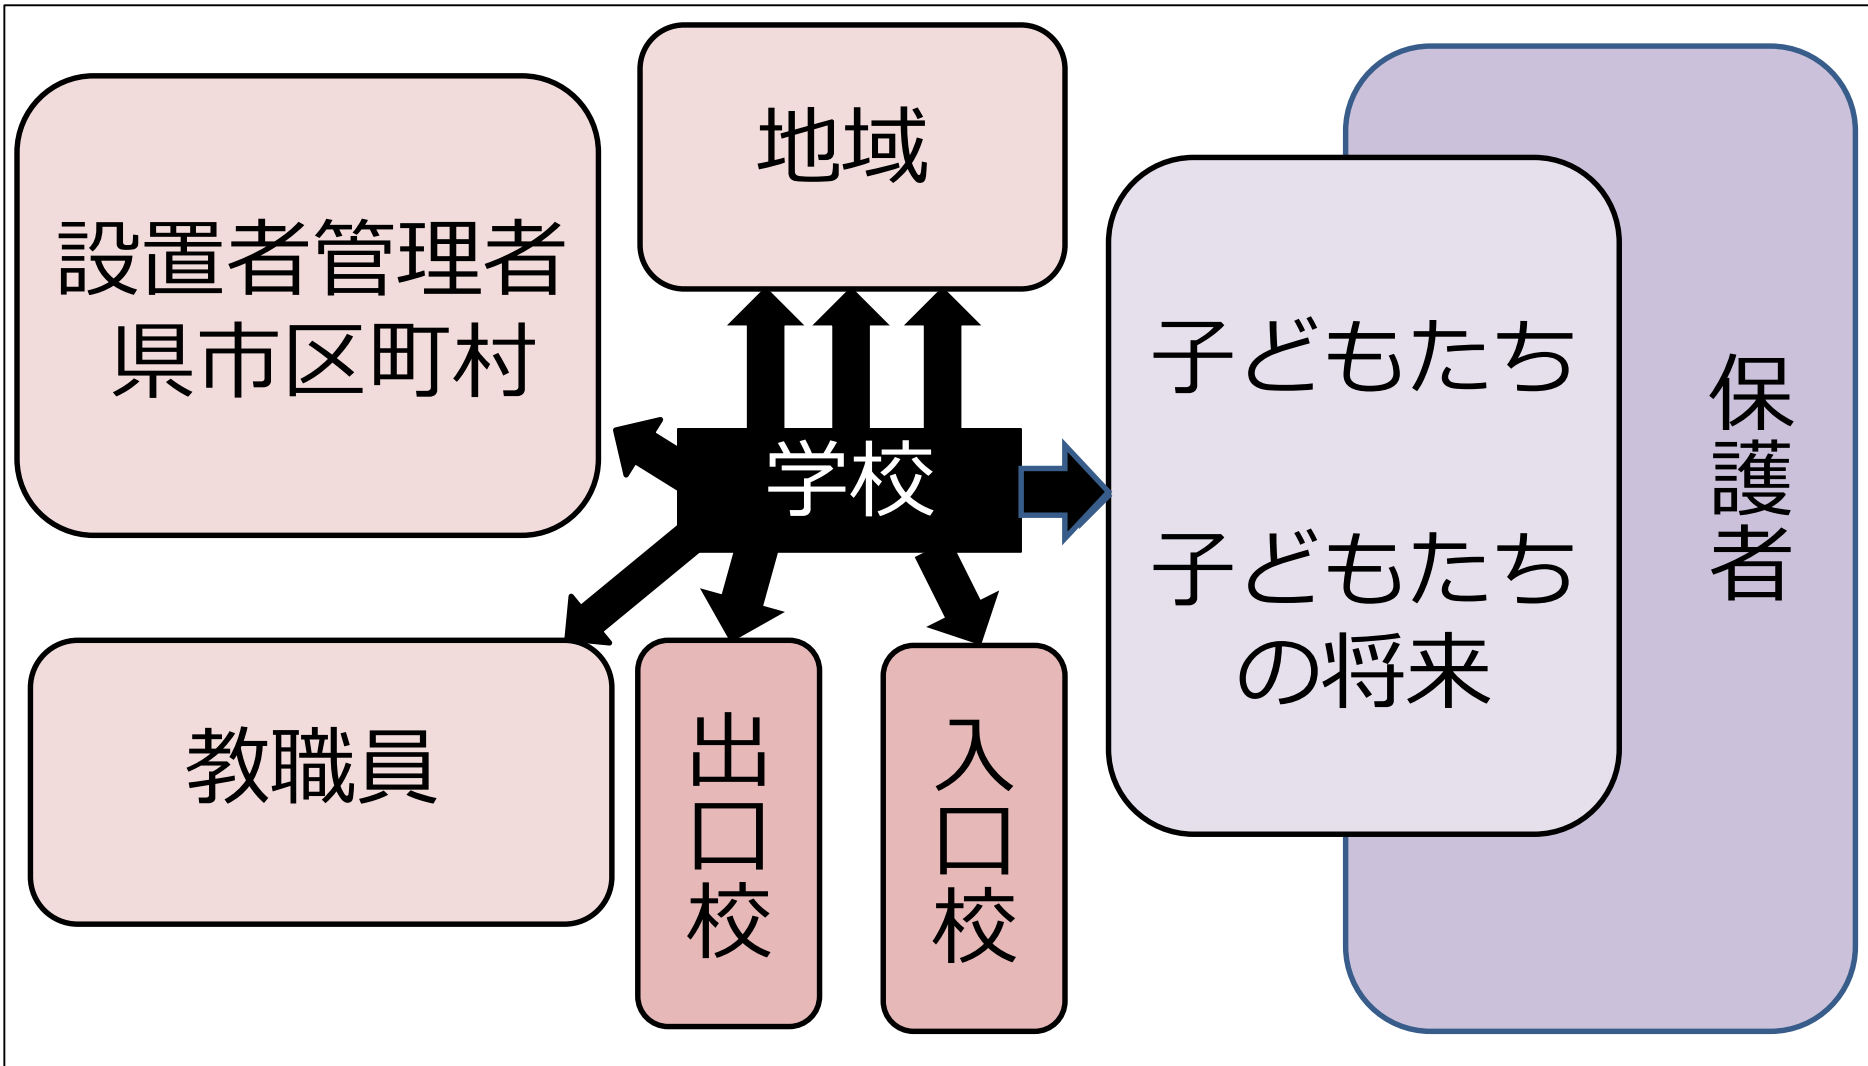 地域
設置者管理者
県市区町村
学校
子どもたち
子どもたち
の将来
保護者
教職員
出口校
入口校